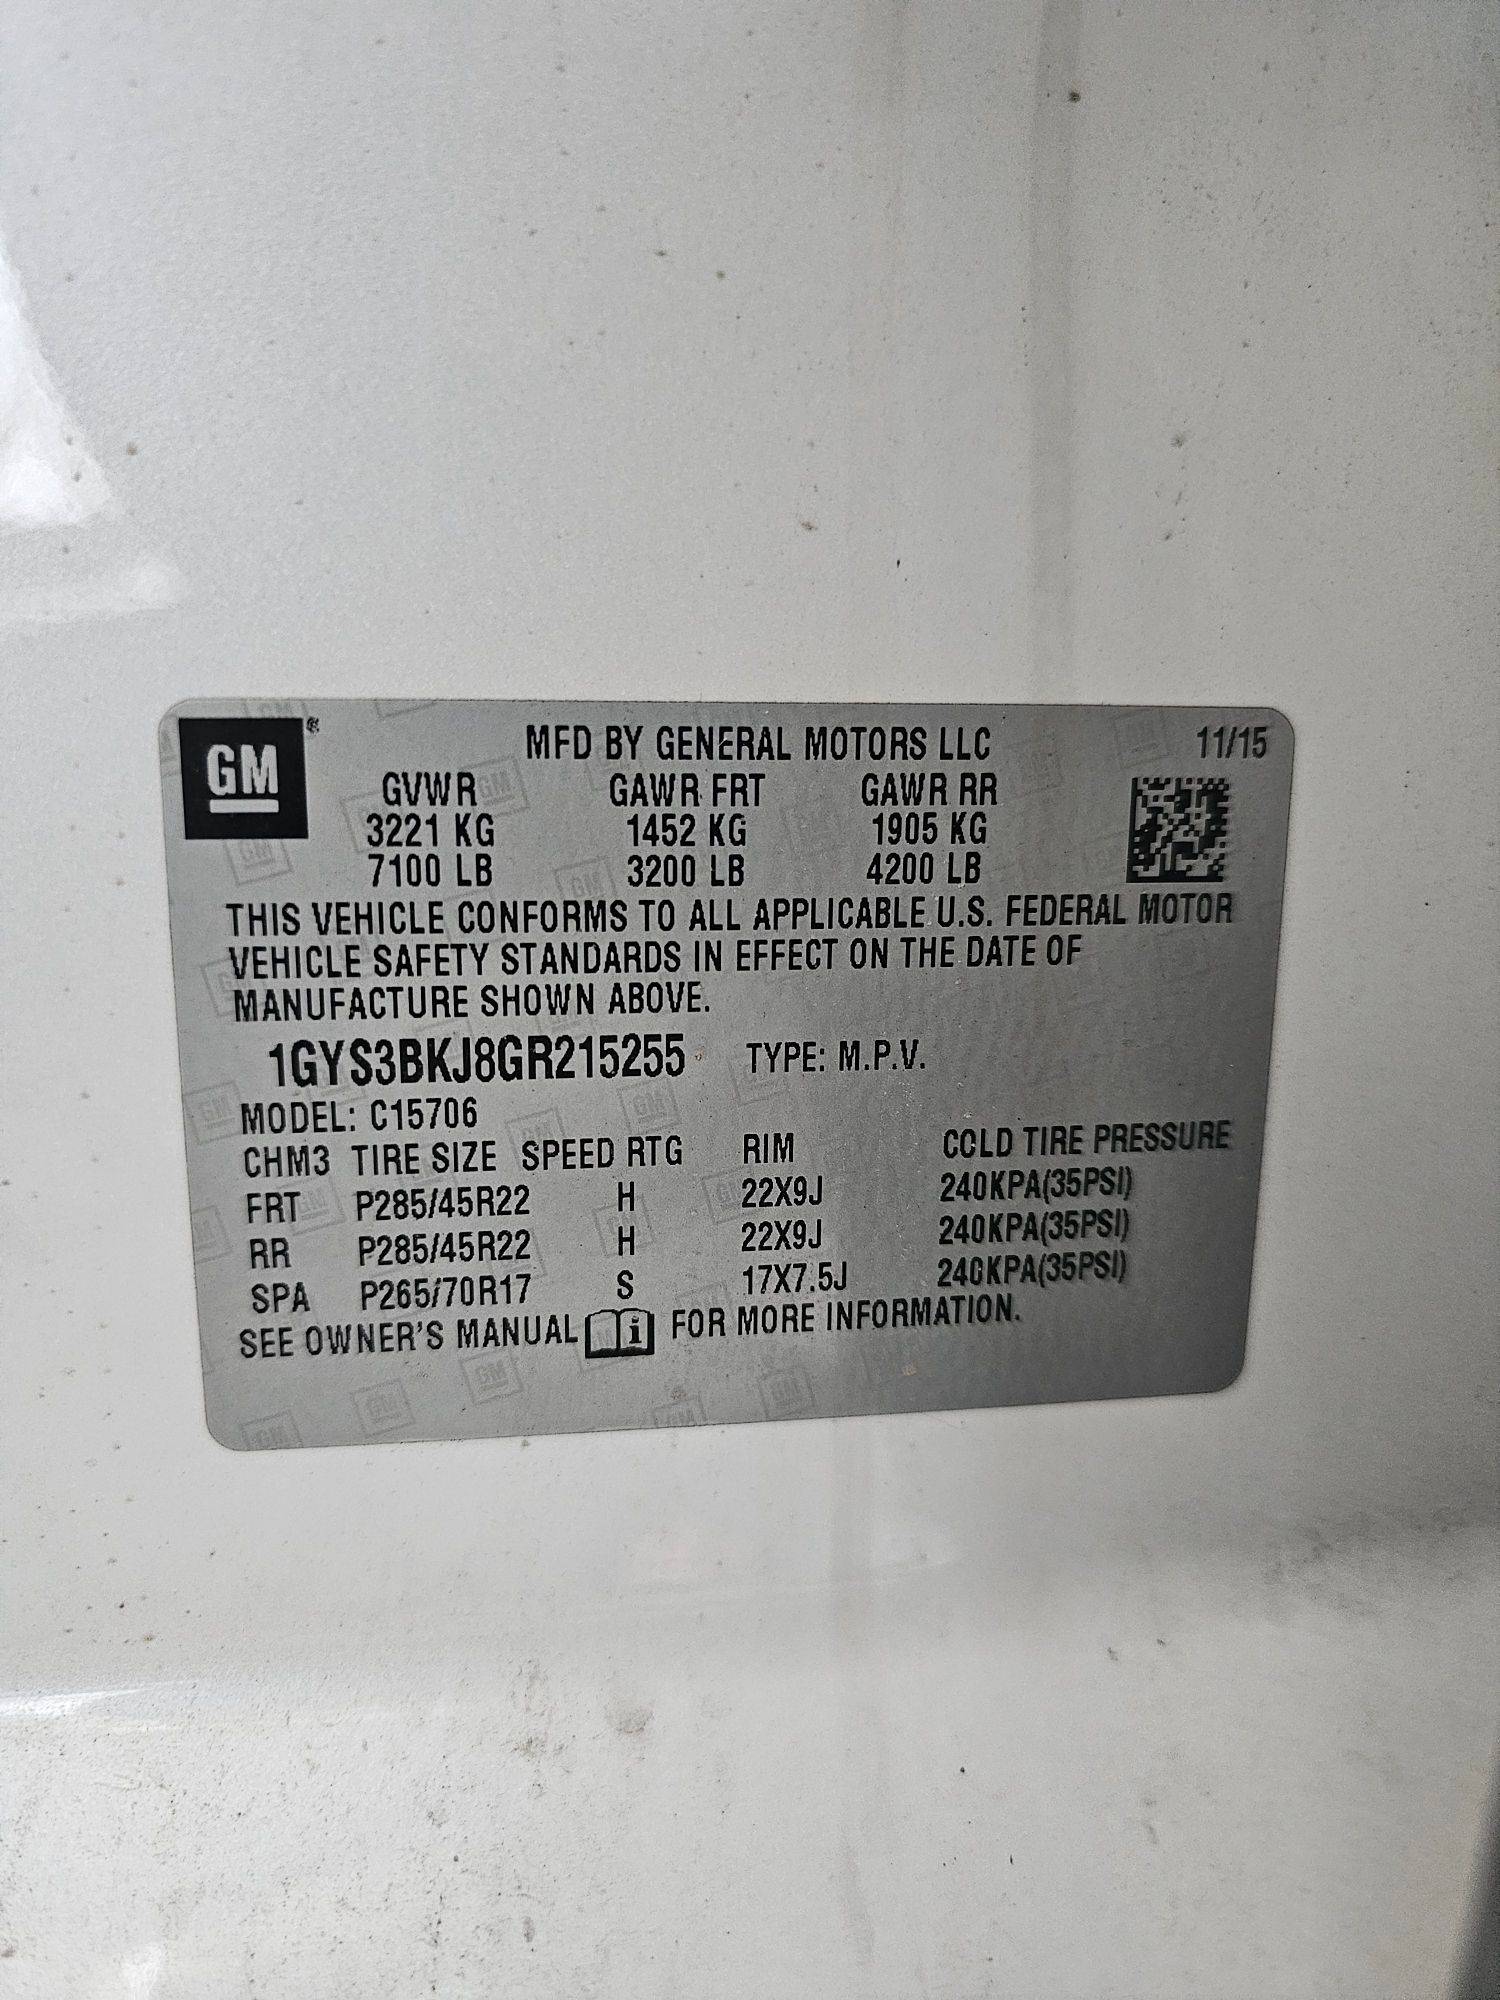 GM ® MFD BY GENERAL MOTORS LLC 11/15
GVWR GAWR FRT GAWR RR
3221 KG 1452 KG 1905 KG
7100 LB 3200 LB 4200 LB
THIS VEHICLE CONFORMS TO ALL APPLICABLE U.S. FEDERAL MOTOR
VEHICLE SAFETY STANDARDS IN EFFECT ON THE DATE OF
MANUFACTURE SHOWN ABOVE.
1GYS3BKJ8GR215255 TYPE: M.P.V.
MODEL: C15706
CHM3 TIRE SIZE SPEED RTG RIM COLD TIRE PRESSURE
FRT P285/45R22 H 22X9J 240KPA(35PSI)
RR P285/45R22 H 22X9J 240KPA(35PSI)
SPA P265/70R17 S 17X7.5J 240KPA(35PSI)
SEE OWNER'S MANUAL i FOR MORE INFORMATION.